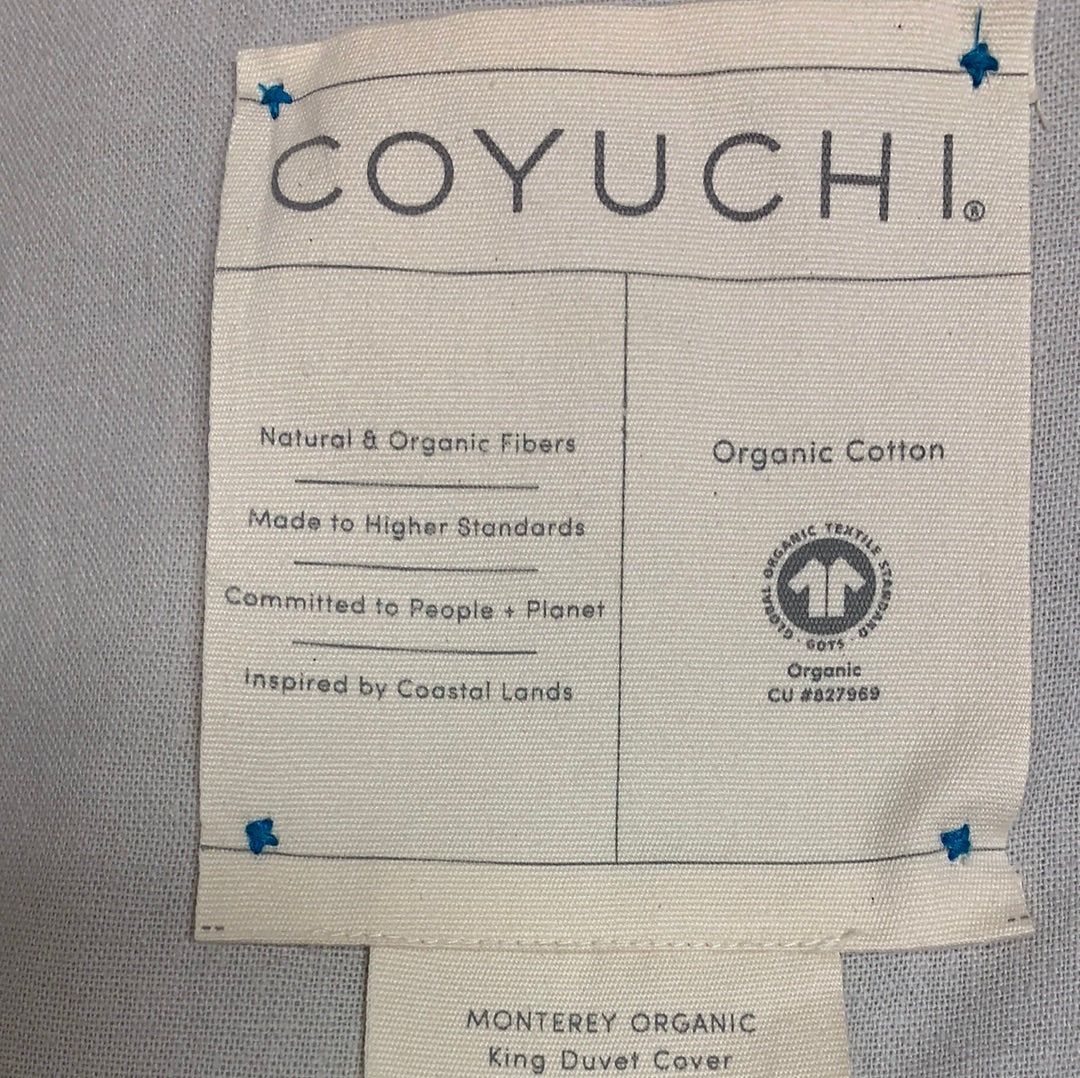 COYUCHI®
Natural & Organic Fibers
Made to Higher Standards
Committed to People + Planet
Inspired by Coastal Lands
Organic Cotton
GLOBAL ORGANIC TEXTILE STANDARD · GOTS ·
Organic
CU #827969
MONTEREY ORGANIC
King Duvet Cover